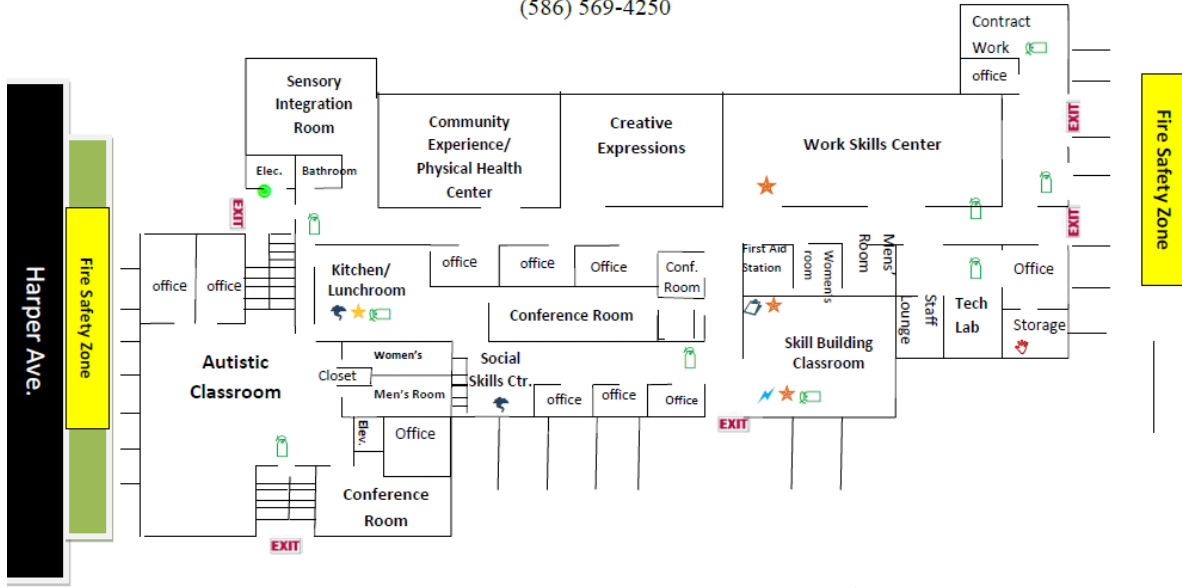 (586) 569-4250
Contract
Work
office
Sensory
Integration
Room
Community
Experience/
Physical Health
Center
Creative
Expressions
Work Skills Center
EXIT
Fire Safety Zone
Elec.
Bathroom
EXIT
EXIT
Harper Ave.
Fire Safety Zone
office
office
Kitchen/
Lunchroom
office
office
Office
Conf.
Room
First Aid
Station
Women's
room
Mens'
Room
Office
Conference Room
Lounge
Staff
Tech
Lab
Storage
Autistic
Classroom
Women's
Closet
Men's Room
Social
Skills Ctr.
office
office
Office
Skill Building
Classroom
EXIT
Elev.
Office
Conference
Room
EXIT